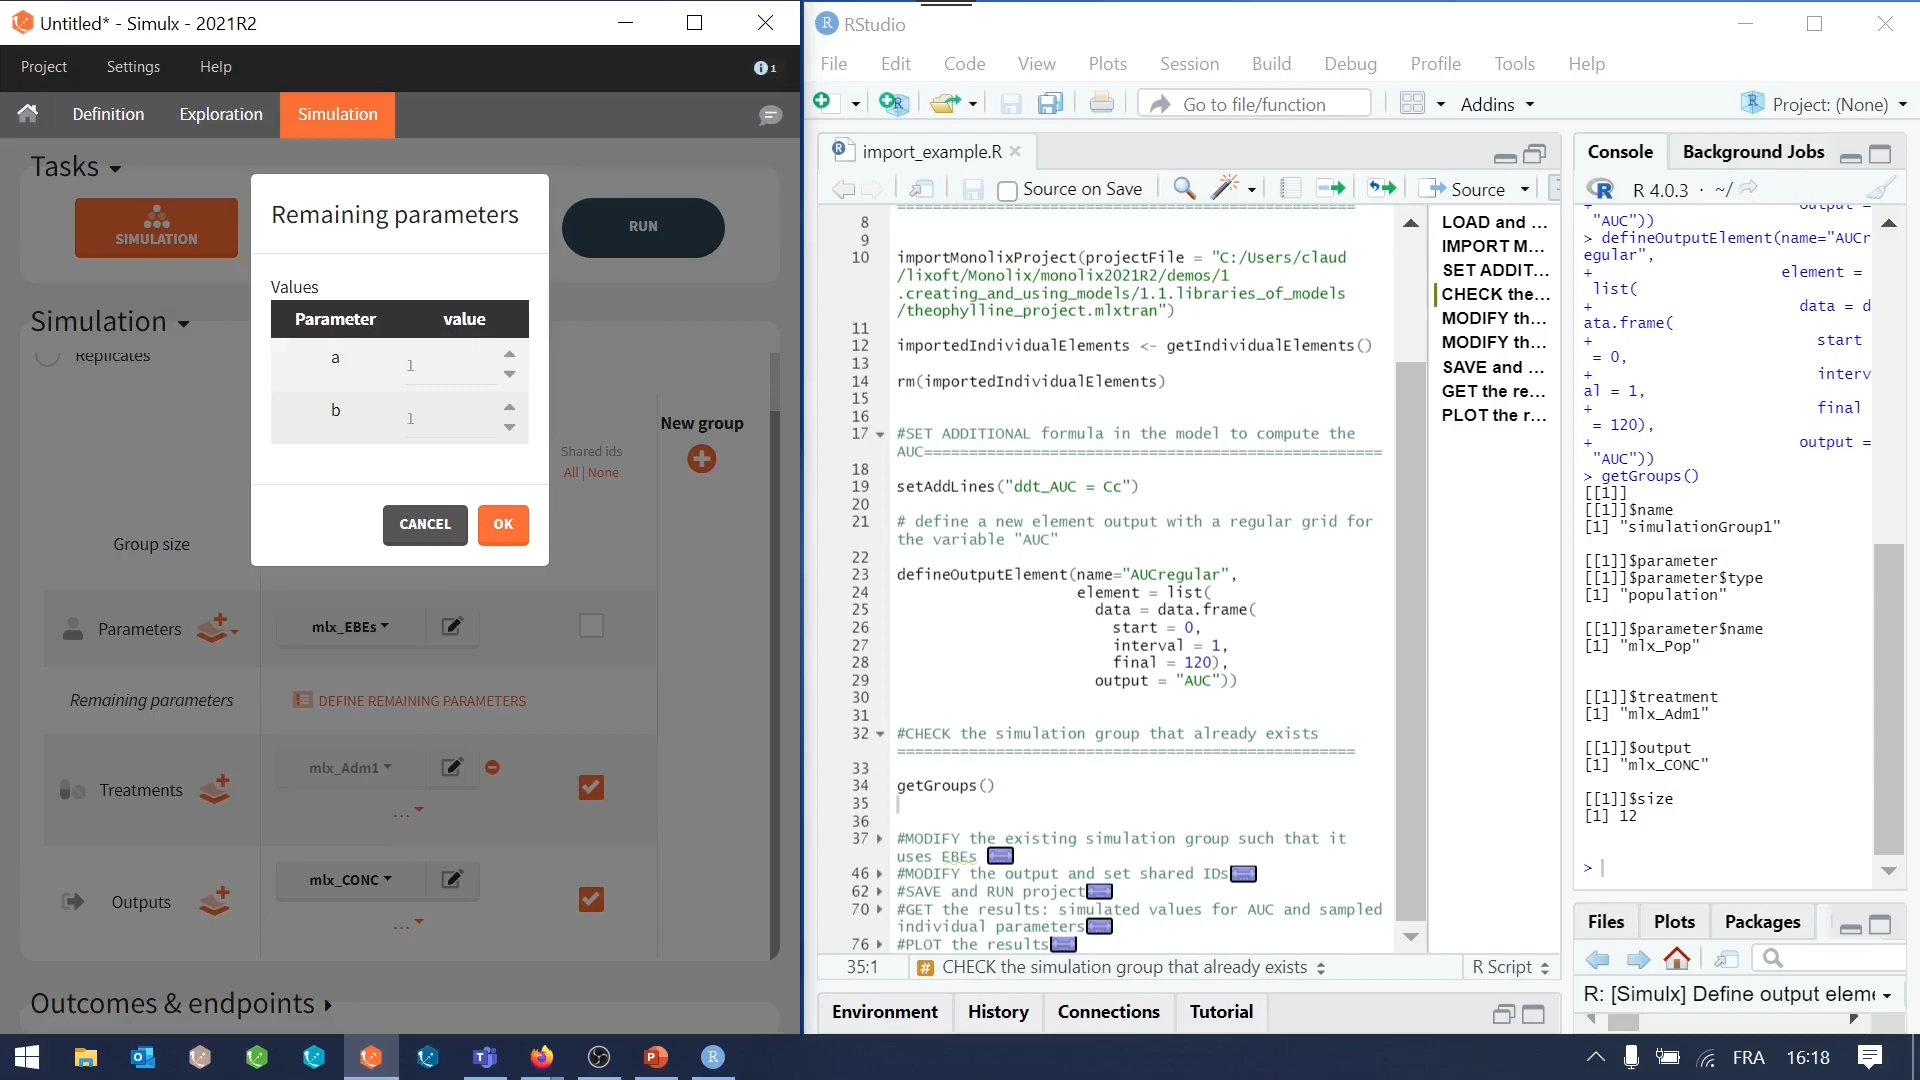 Untitled* - Simulx - 2021R2
Project Settings Help
1
Definition Exploration Simulation
Tasks
SIMULATION
RUN
Simulation
Replicates
Remaining parameters
Values
Parameter value
a 1
b 1
CANCEL OK
New group
Shared ids
All | None
Group size
Parameters mlx_EBEs
Remaining parameters DEFINE REMAINING PARAMETERS
Treatments mlx_Adm1
...
Outputs mlx_CONC
...
Outcomes & endpoints
RStudio
File Edit Code View Plots Session Build Debug Profile Tools Help
Go to file/function Addins Project: (None)
import_example.R
Source on Save Source
8
9
10 importMonolixProject(projectFile = "C:/Users/claud
/lixoft/Monolix/monolix2021R2/demos/1
.creating_and_using_models/1.1.libraries_of_models
/theophylline_project.mlxtran")
11
12 importedIndividualElements <- getIndividualElements()
13
14 rm(importedIndividualElements)
15
16
17 #SET ADDITIONAL formula in the model to compute the
AUC===================================================
18
19 setAddLines("ddt_AUC = Cc")
20
21 # define a new element output with a regular grid for
the variable "AUC"
22
23 defineOutputElement(name="AUCregular",
24 element = list(
25 data = data.frame(
26 start = 0,
27 interval = 1,
28 final = 120),
29 output = "AUC"))
30
31
32 #CHECK the simulation group that already exists
===================================================
33
34 getGroups()
35
36
37 #MODIFY the existing simulation group such that it
uses EBEs
46 #MODIFY the output and set shared IDs
62 #SAVE and RUN project
70 #GET the results: simulated values for AUC and sampled
individual parameters
76 #PLOT the results
35:1 # CHECK the simulation group that already exists R Script
LOAD and ...
IMPORT M...
SET ADDIT...
CHECK the...
MODIFY th...
MODIFY th...
SAVE and ...
GET the re...
PLOT the r...
Environment History Connections Tutorial
Console Background Jobs
R 4.0.3 · ~/
+ output =
"AUC"))
> defineOutputElement(name="AUCr
egular",
+ element =
list(
+ data = d
ata.frame(
+ start
= 0,
+ interv
al = 1,
+ final
= 120),
+ output =
"AUC"))
> getGroups()
[[1]]
[[1]]$name
[1] "simulationGroup1"
[[1]]$parameter
[[1]]$parameter$type
[1] "population"
[[1]]$parameter$name
[1] "mlx_Pop"
[[1]]$treatment
[1] "mlx_Adm1"
[[1]]$output
[1] "mlx_CONC"
[[1]]$size
[1] 12
>
Files Plots Packages
R: [Simulx] Define output eleme
FRA 16:18